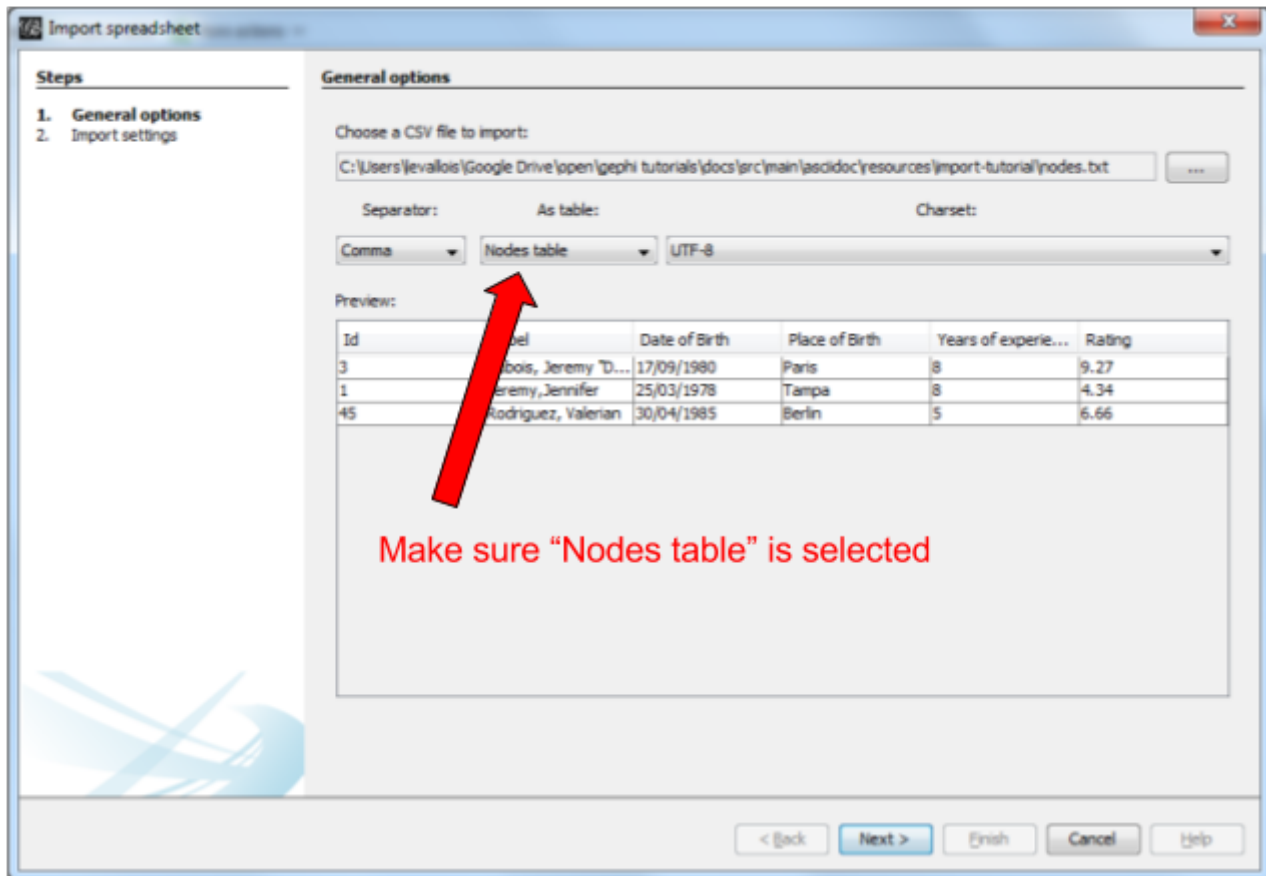 Import spreadsheet
Steps
1. General options
2. Import settings
General options
Choose a CSV file to import:
C:\Users\levallois\Google Drive\open\gephi tutorials\docs\src\main\asciidoc\resources\import-tutorial\nodes.txt ...
Separator: As table: Charset:
Comma Nodes table UTF-8
Preview:
Id bel Date of Birth Place of Birth Years of experie... Rating
3 bois, Jeremy "D... 17/09/1980 Paris 8 9.27
1 eremy,Jennifer 25/03/1978 Tampa 8 4.34
45 Rodriguez, Valerian 30/04/1985 Berlin 5 6.66
Make sure “Nodes table” is selected
< Back Next > Finish Cancel Help